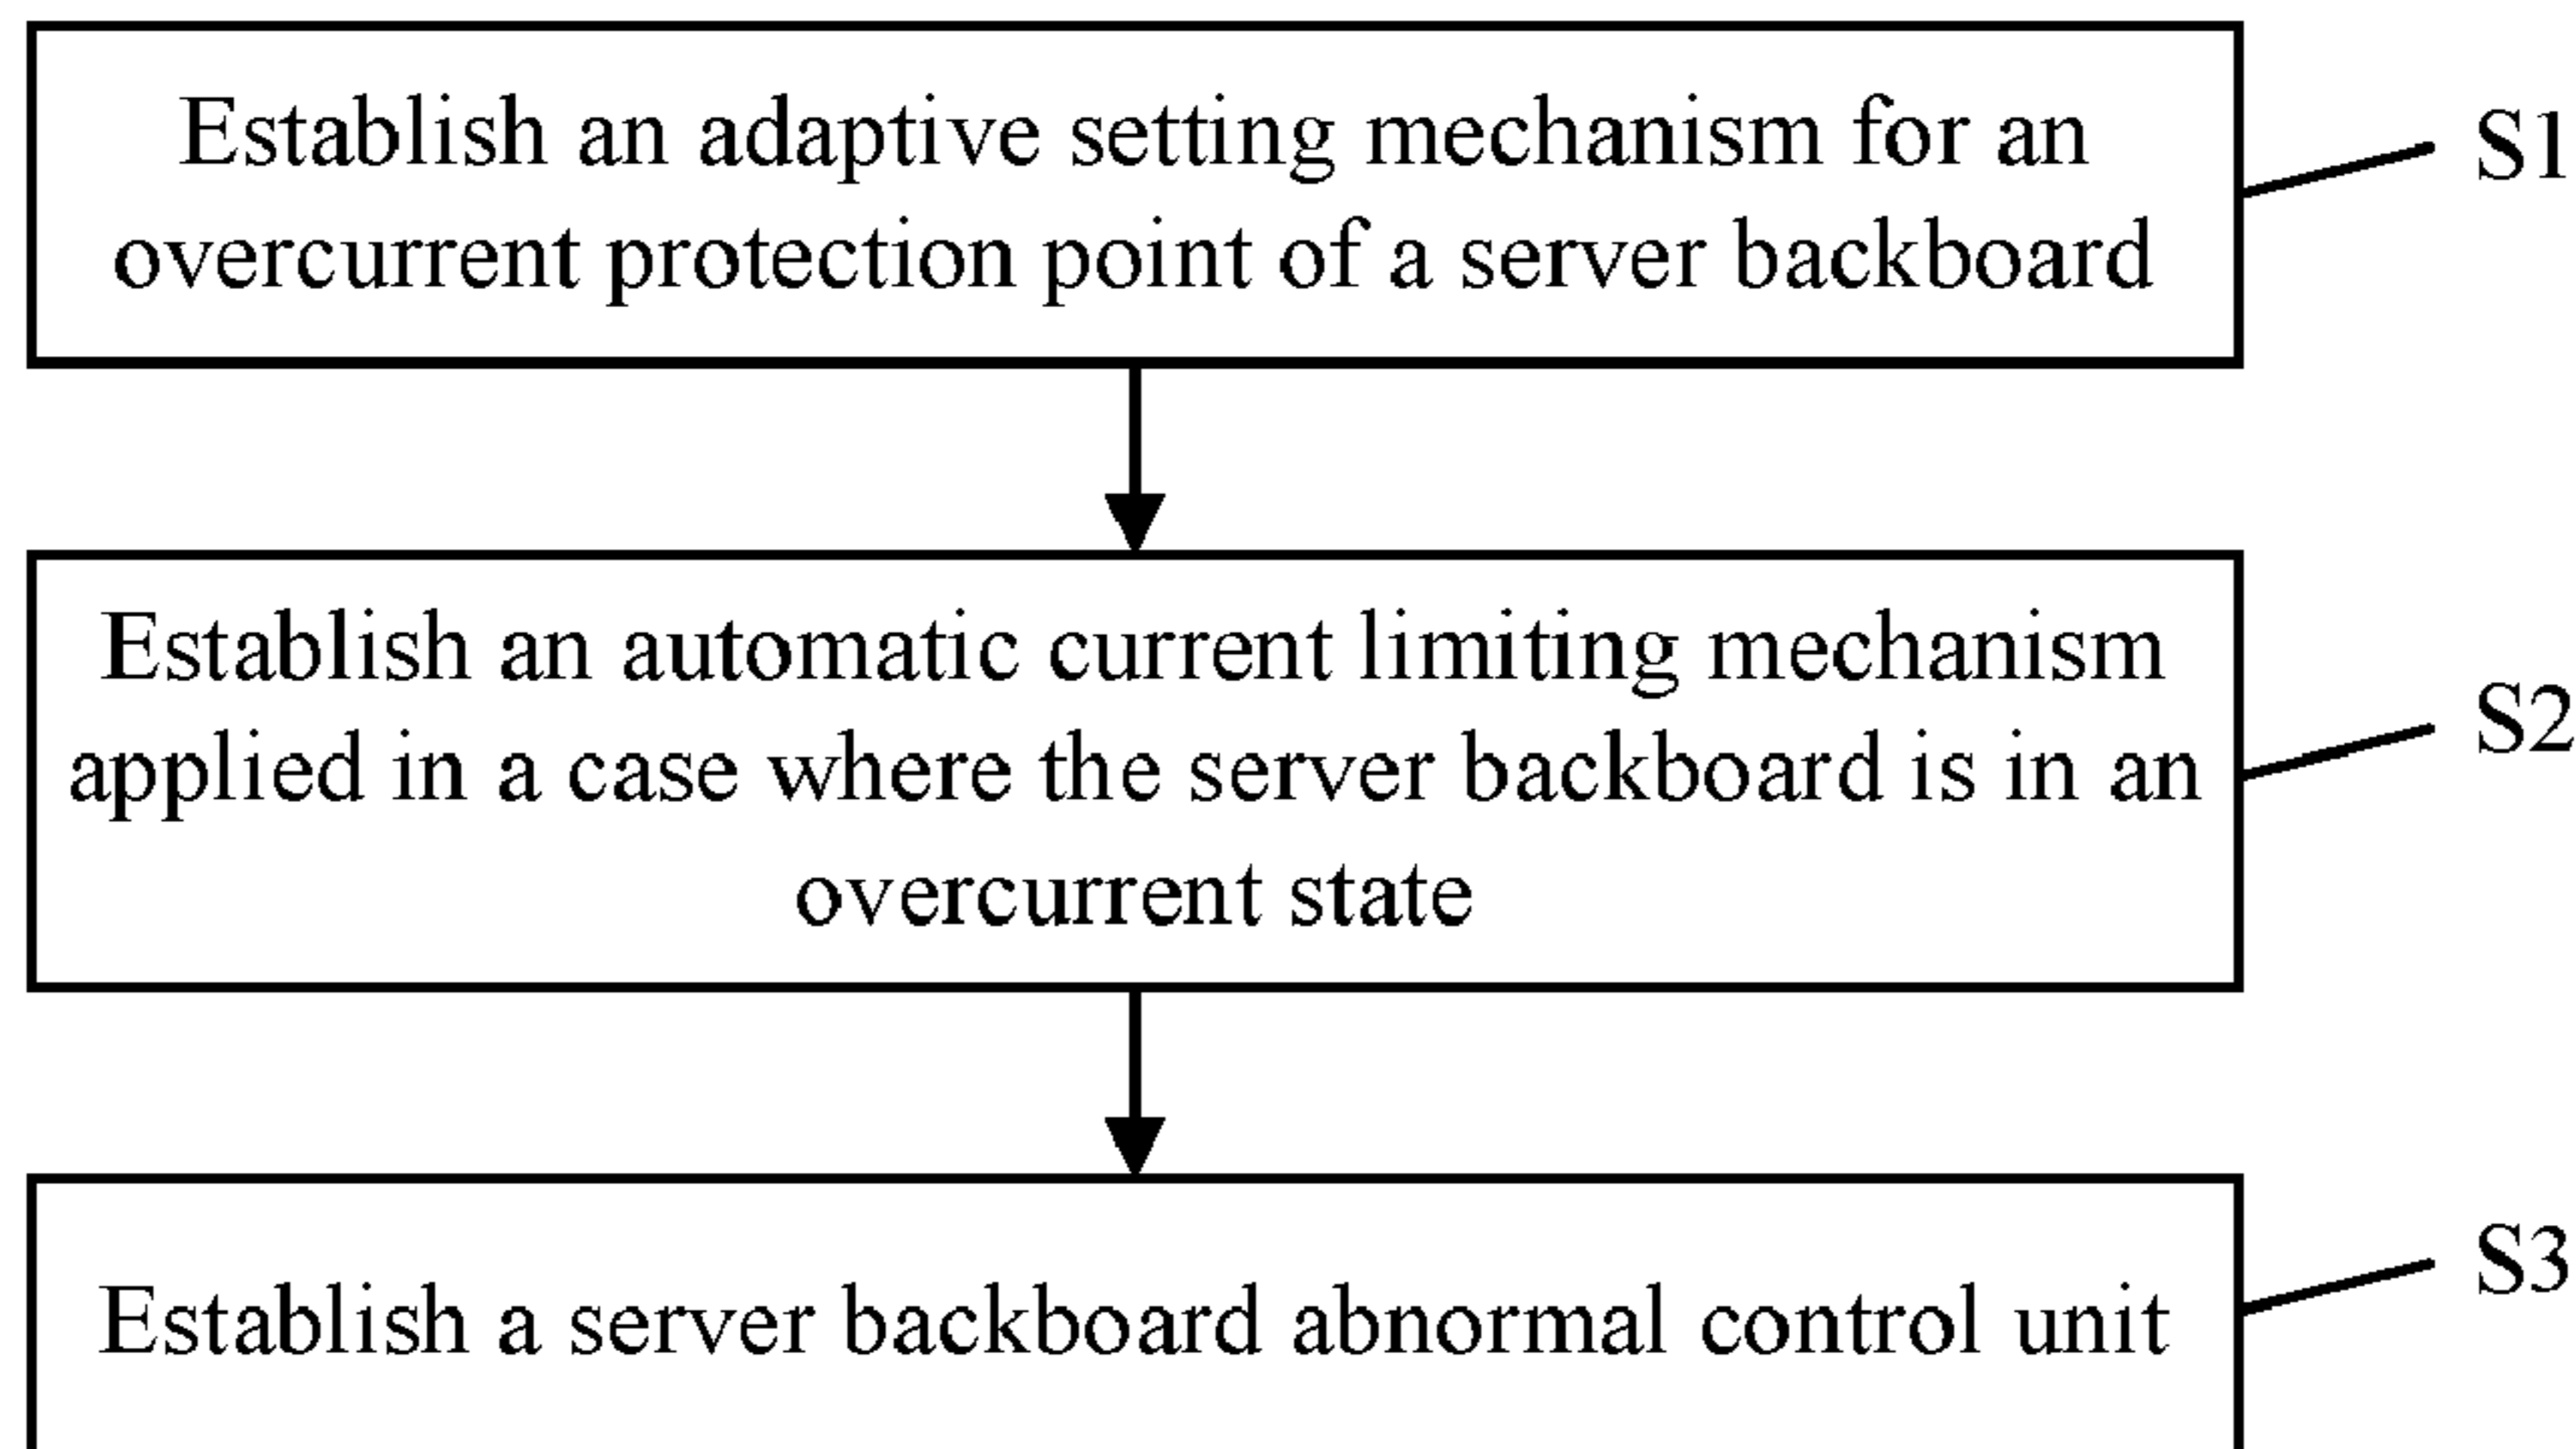 Establish an adaptive setting mechanism for an
overcurrent protection point of a server backboard
S1
Establish an automatic current limiting mechanism
applied in a case where the server backboard is in an
overcurrent state
S2
Establish a server backboard abnormal control unit
S3